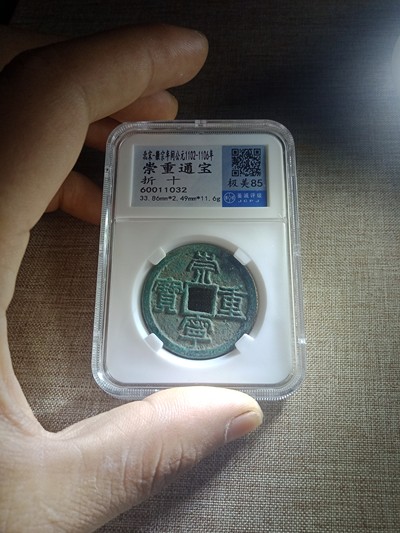 北宋-徽宗年间公元1102-1106年
崇重通宝
折十
60011032
极美85
33.86mm*2.49mm*11.6g
崇
寶 重
寧